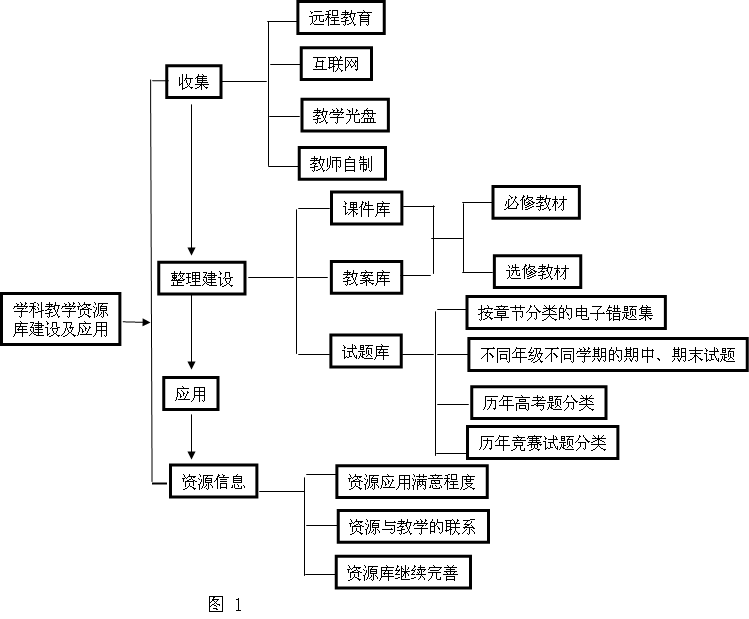 远程教育
收集
互联网
教学光盘
教师自制
课件库
必修教材
整理建设
教案库
选修教材
学科教学资源
库建设及应用
按章节分类的电子错题集
试题库
不同年级不同学期的期中、期末试题
应用
历年高考题分类
历年竞赛试题分类
资源信息
资源应用满意程度
资源与教学的联系
资源库继续完善
图 1